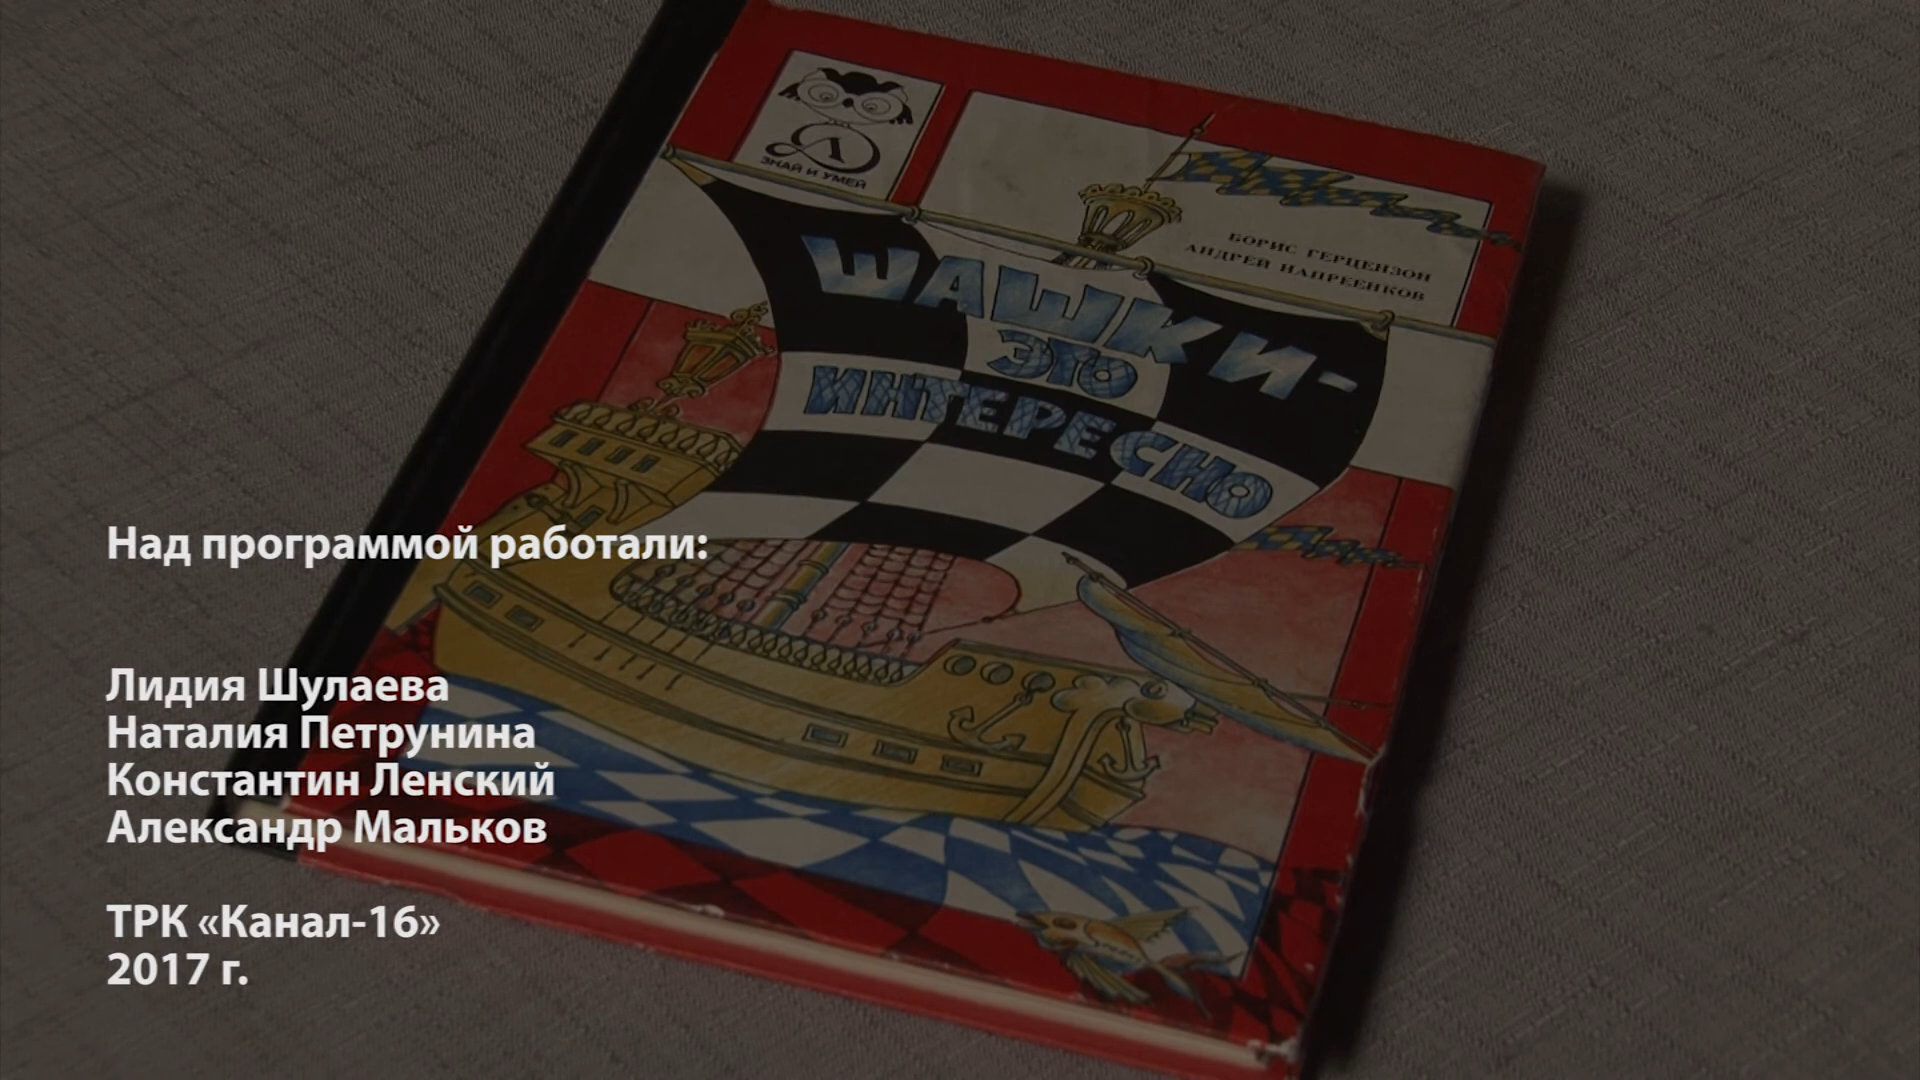 ЗНАЙ И УМЕЙ
БОРИС ГЕРЦЕНЗОН
АНДРЕЙ НАПРЕЕНКОВ
ШАШКИ-
ЭТО
ИНТЕРЕСНО
Над программой работали:
Лидия Шулаева
Наталия Петрунина
Константин Ленский
Александр Мальков
ТРК «Канал-16»
2017 г.